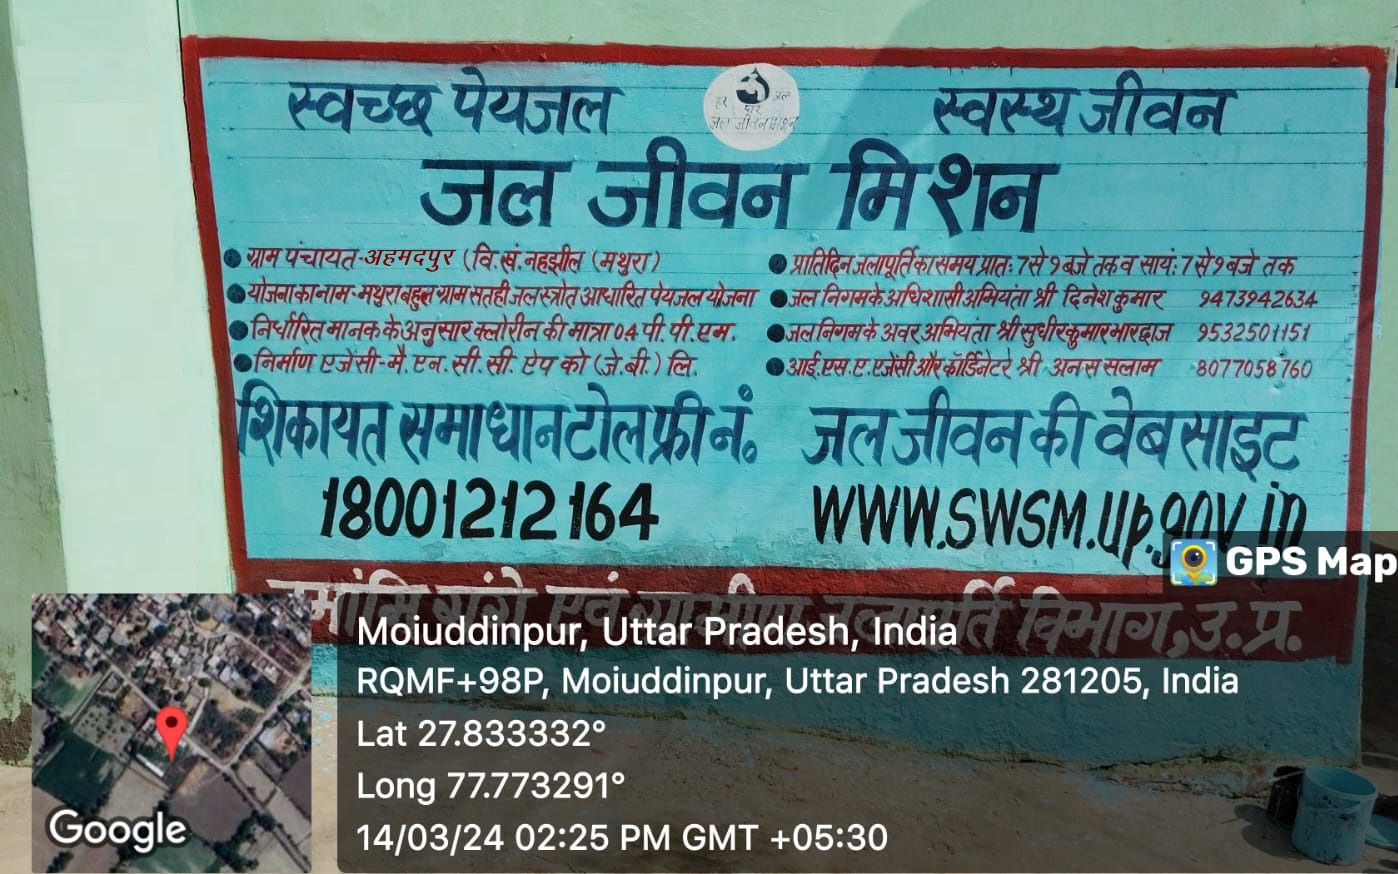 स्वच्छ पेयजल
हर घर जल
जल जीवन मिशन
स्वस्थ जीवन
जल जीवन मिशन
● ग्राम पंचायत-अहमदपुर (वि.खं.नहझील (मथुरा)
● योजना का नाम-मथुरा बहुल ग्राम सतही जलस्त्रोत आधारित पेयजल योजना
● निर्धारित मानक के अनुसार क्लोरीन की मात्रा 04 पी.पी.एम.
● निर्माण एजेंसी-मै.एन.सी.सी.ऐप को (जे.बी.) लि.
● प्रातिदिन जलापूर्ति का समय प्रात: 7 से 9 बजे तक व सायं: 7 से 9 बजे तक
● जल निगम के अधिशासी अभियंता श्री दिनेश कुमार 9473942634
● जल निगम के अवर अभियता श्री सुधीर कुमार भारद्वाज 9532501151
● आई.एस.ए.एजेंसी और कॉर्डिनेटरे श्री अनस सलाम 8077058760
शिकायत समाधान टोल फ्री नं.
18001212164
जल जीवन की वेबसाइट
www.swsm.up.gov.in
नमामि गंगे एवं ग्रामीण जलापूर्ति विभाग,उ.प्र.
GPS Map
Moiuddinpur, Uttar Pradesh, India
RQMF+98P, Moiuddinpur, Uttar Pradesh 281205, India
Lat 27.833332°
Long 77.773291°
14/03/24 02:25 PM GMT +05:30
Google